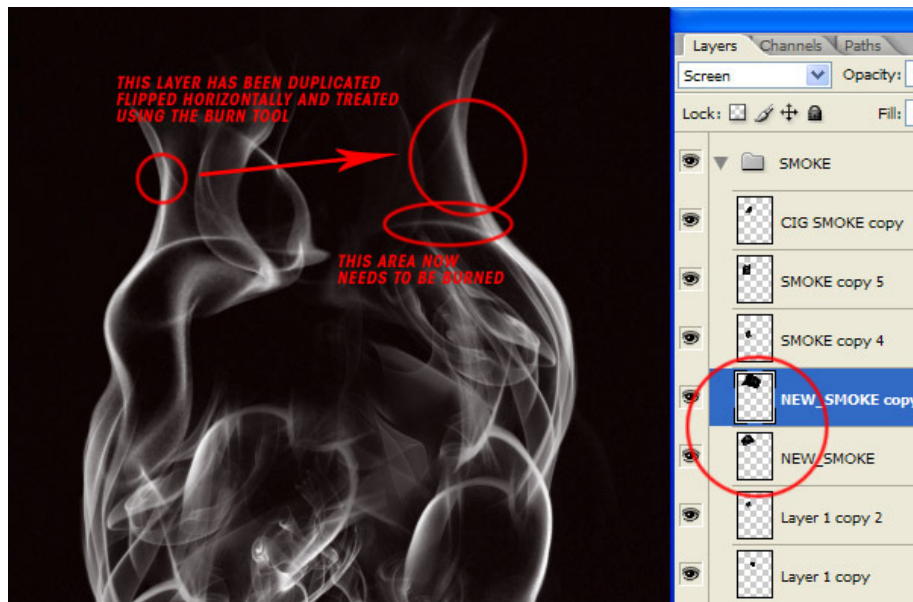 THIS LAYER HAS BEEN DUPLICATED
FLIPPED HORIZONTALLY AND TREATED
USING THE BURN TOOL
THIS AREA NOW
NEEDS TO BE BURNED
Layers Channels Paths
Screen Opacity:
Lock: Fill:
SMOKE
CIG SMOKE copy
SMOKE copy 5
SMOKE copy 4
NEW_SMOKE copy
NEW_SMOKE
Layer 1 copy 2
Layer 1 copy